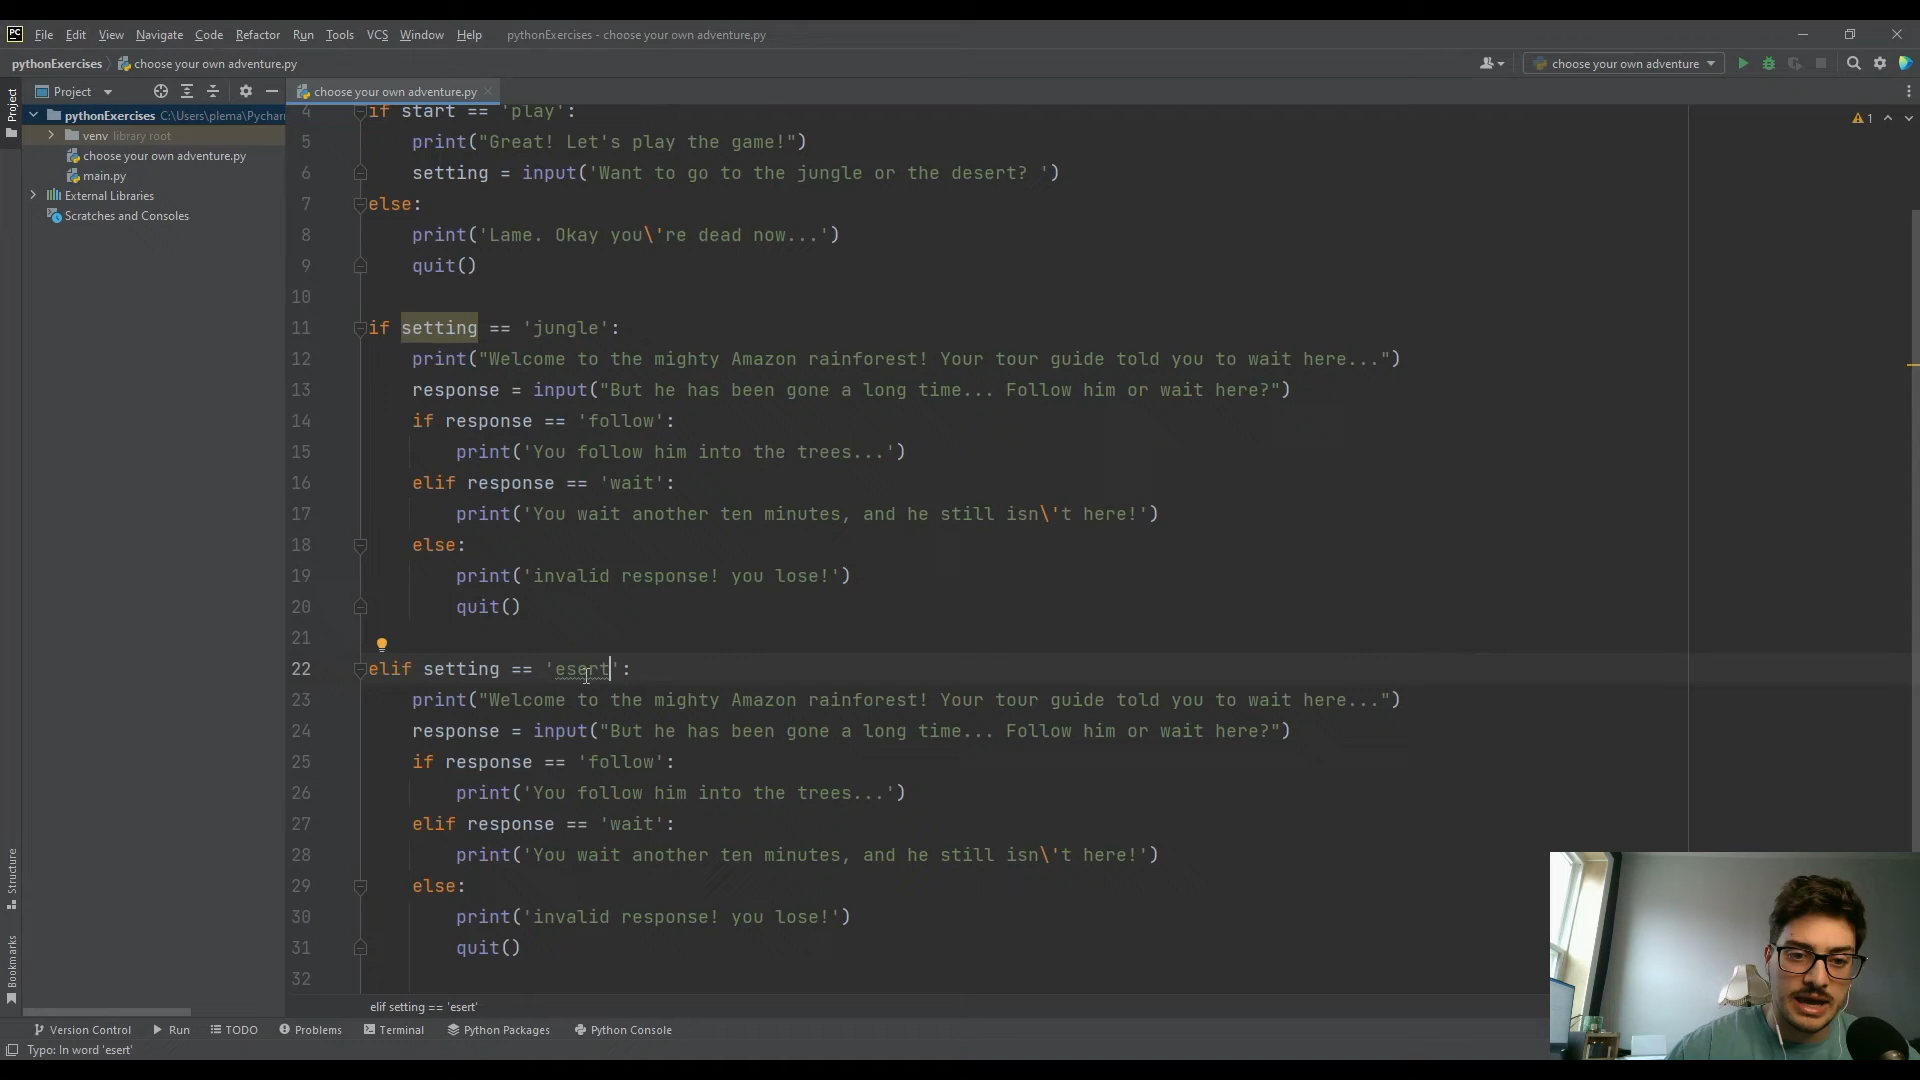 PC File Edit View Navigate Code Refactor Run Tools VCS Window Help pythonExercises - choose your own adventure.py
pythonExercises choose your own adventure.py choose your own adventure
Project choose your own adventure.py
Project
pythonExercises C:\Users\plema\Pychar
venv library root
choose your own adventure.py
main.py
External Libraries
Scratches and Consoles
1
4 if start == 'play':
5 print("Great! Let's play the game!")
6 setting = input('Want to go to the jungle or the desert? ')
7 else:
8 print('Lame. Okay you\'re dead now...')
9 quit()
10
11 if setting == 'jungle':
12 print("Welcome to the mighty Amazon rainforest! Your tour guide told you to wait here...")
13 response = input("But he has been gone a long time... Follow him or wait here?")
14 if response == 'follow':
15 print('You follow him into the trees...')
16 elif response == 'wait':
17 print('You wait another ten minutes, and he still isn\'t here!')
18 else:
19 print('invalid response! you lose!')
20 quit()
21
22 elif setting == 'esert':
23 print("Welcome to the mighty Amazon rainforest! Your tour guide told you to wait here...")
24 response = input("But he has been gone a long time... Follow him or wait here?")
25 if response == 'follow':
26 print('You follow him into the trees...')
27 elif response == 'wait':
28 print('You wait another ten minutes, and he still isn\'t here!')
29 else:
30 print('invalid response! you lose!')
31 quit()
32
Structure
Bookmarks
elif setting == 'esert'
Version Control Run TODO Problems Terminal Python Packages Python Console
Typo: In word 'esert'